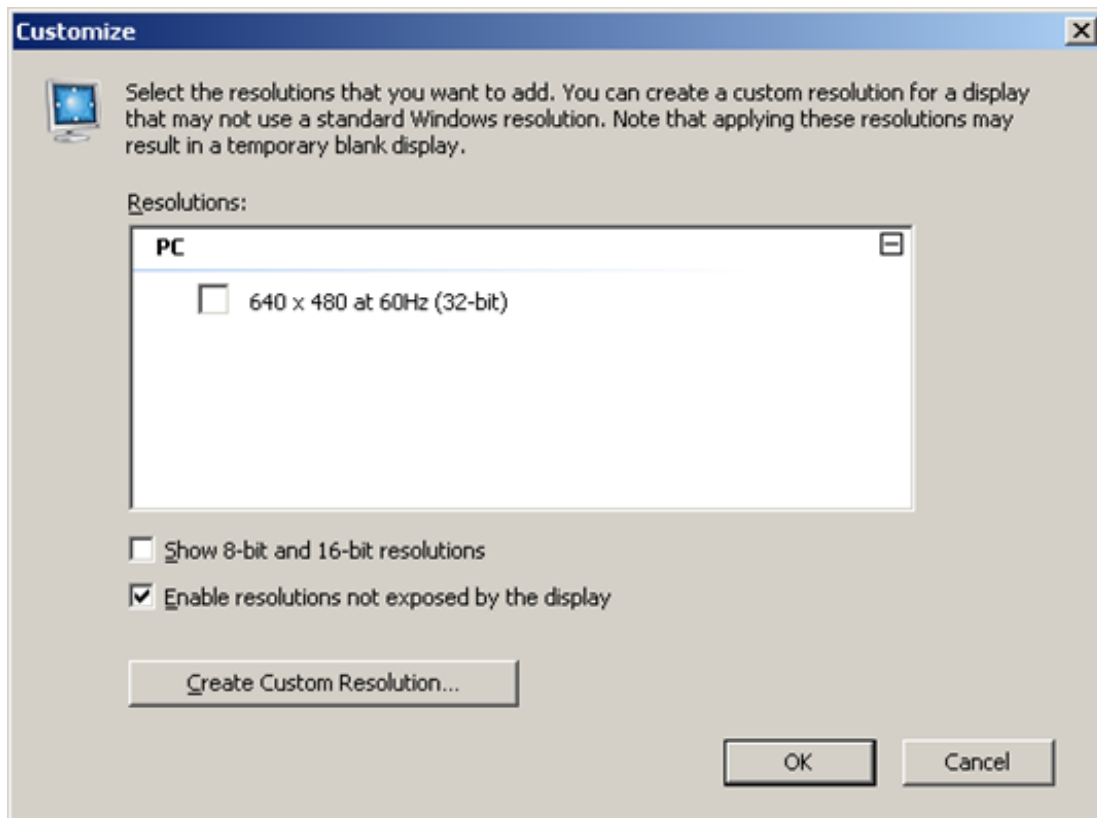 Customize
Select the resolutions that you want to add. You can create a custom resolution for a display
that may not use a standard Windows resolution. Note that applying these resolutions may
result in a temporary blank display.
Resolutions:
PC
640 x 480 at 60Hz (32-bit)
Show 8-bit and 16-bit resolutions
Enable resolutions not exposed by the display
Create Custom Resolution...
OK
Cancel